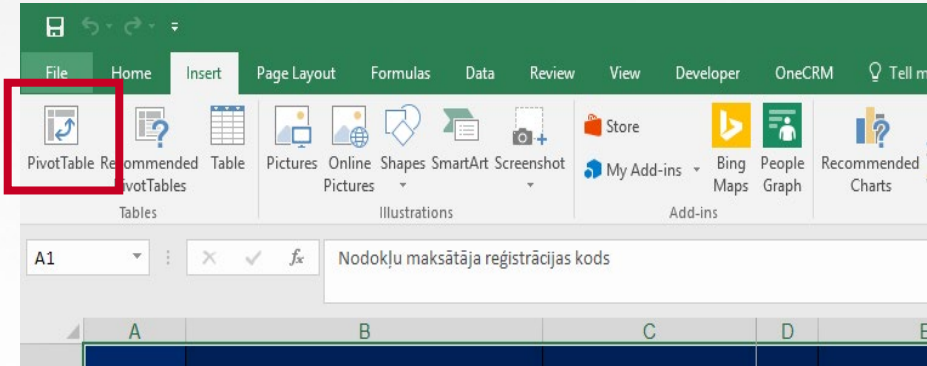 File Home Insert Page Layout Formulas Data Review View Developer OneCRM Tell m
PivotTable Recommended PivotTables Table Pictures Online Pictures Shapes SmartArt Screenshot
Store
My Add-ins
Bing Maps People Graph Recommended Charts
Tables Illustrations Add-ins
A1 fx Nodokļu maksātāja reģistrācijas kods
A B C D E